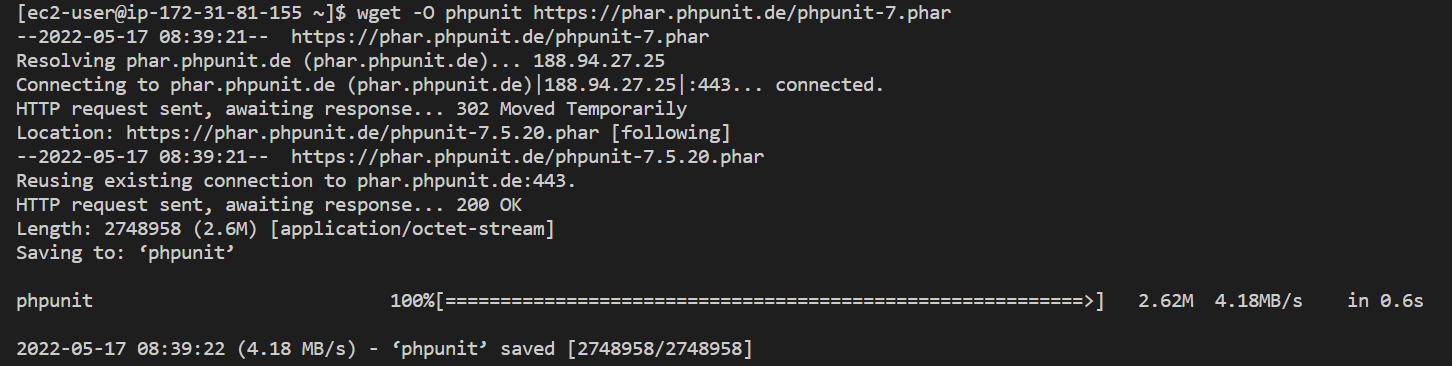 [ec2-user@ip-172-31-81-155 ~]$ wget -O phpunit https://phar.phpunit.de/phpunit-7.phar
--2022-05-17 08:39:21--  https://phar.phpunit.de/phpunit-7.phar
Resolving phar.phpunit.de (phar.phpunit.de)... 188.94.27.25
Connecting to phar.phpunit.de (phar.phpunit.de)|188.94.27.25|:443... connected.
HTTP request sent, awaiting response... 302 Moved Temporarily
Location: https://phar.phpunit.de/phpunit-7.5.20.phar [following]
--2022-05-17 08:39:21--  https://phar.phpunit.de/phpunit-7.5.20.phar
Reusing existing connection to phar.phpunit.de:443.
HTTP request sent, awaiting response... 200 OK
Length: 2748958 (2.6M) [application/octet-stream]
Saving to: ‘phpunit’
phpunit                           100%[==========================================================>]   2.62M  4.18MB/s    in 0.6s
2022-05-17 08:39:22 (4.18 MB/s) - ‘phpunit’ saved [2748958/2748958]